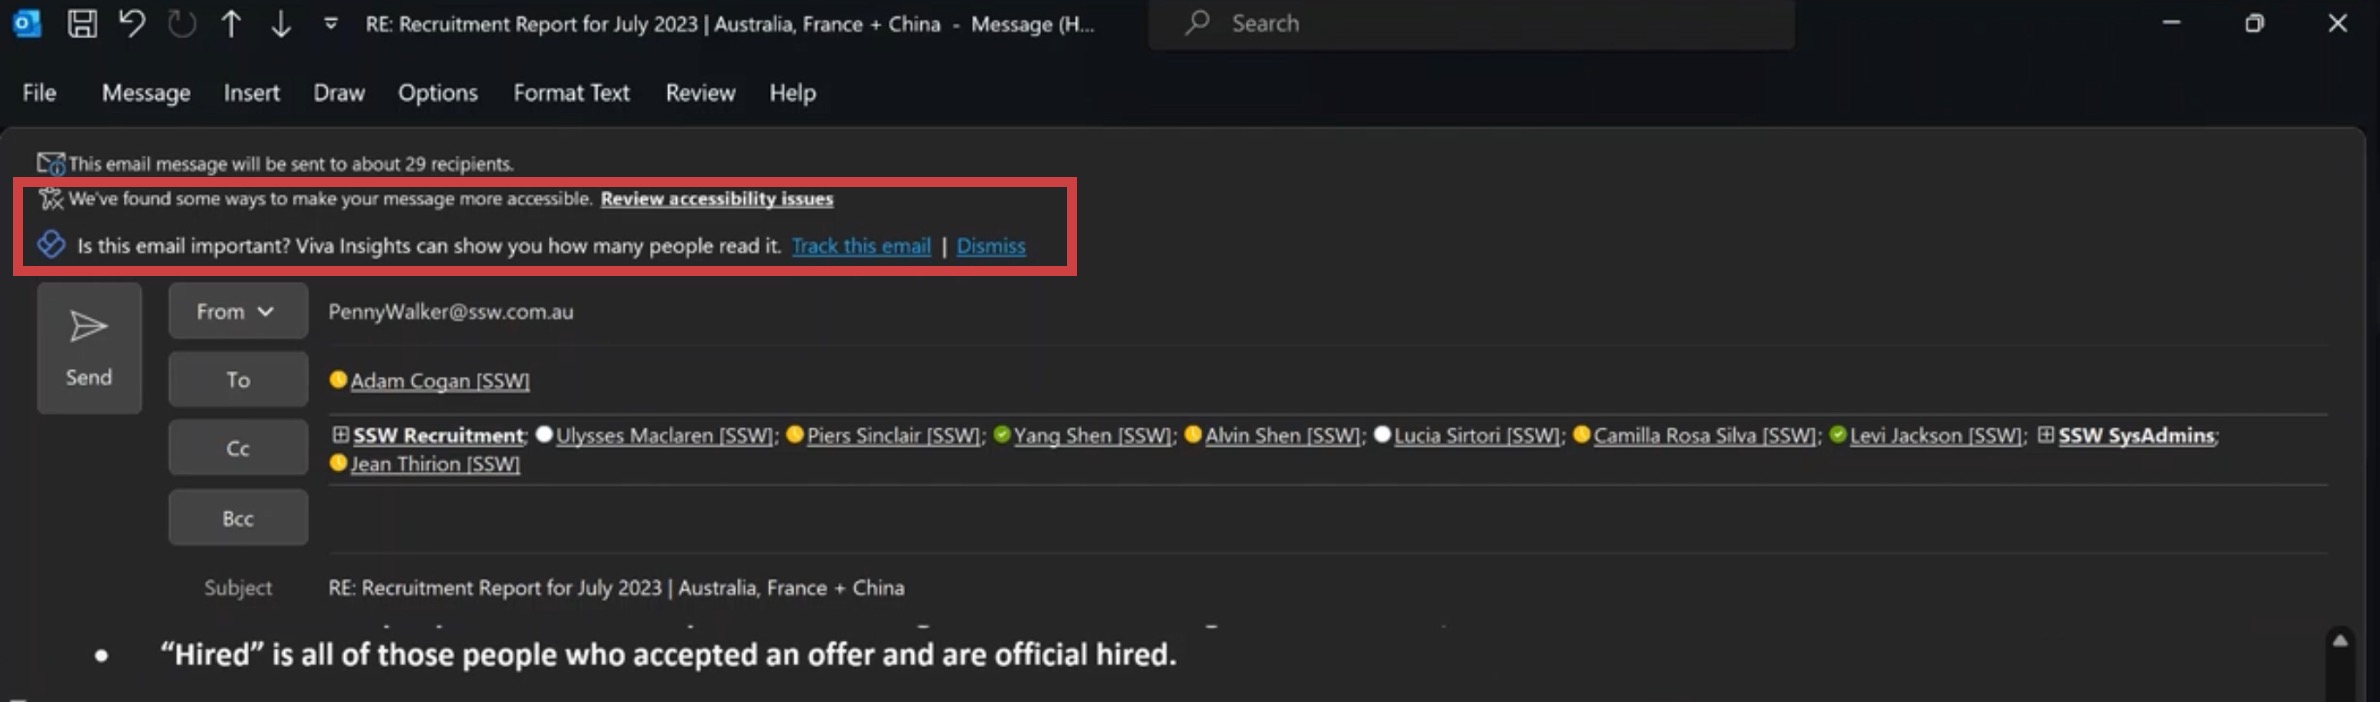 RE: Recruitment Report for July 2023 | Australia, France + China - Message (H...
Search
File Message Insert Draw Options Format Text Review Help
This email message will be sent to about 29 recipients.
We've found some ways to make your message more accessible. Review accessibility issues
Is this email important? Viva Insights can show you how many people read it. Track this email | Dismiss
Send
From PennyWalker@ssw.com.au
To Adam Cogan [SSW]
Cc SSW Recruitment; Ulysses Maclaren [SSW]; Piers Sinclair [SSW]; Yang Shen [SSW]; Alvin Shen [SSW]; Lucia Sirtori [SSW]; Camilla Rosa Silva [SSW]; Levi Jackson [SSW]; SSW SysAdmins;
Jean Thirion [SSW]
Bcc
Subject RE: Recruitment Report for July 2023 | Australia, France + China
• “Hired” is all of those people who accepted an offer and are official hired.